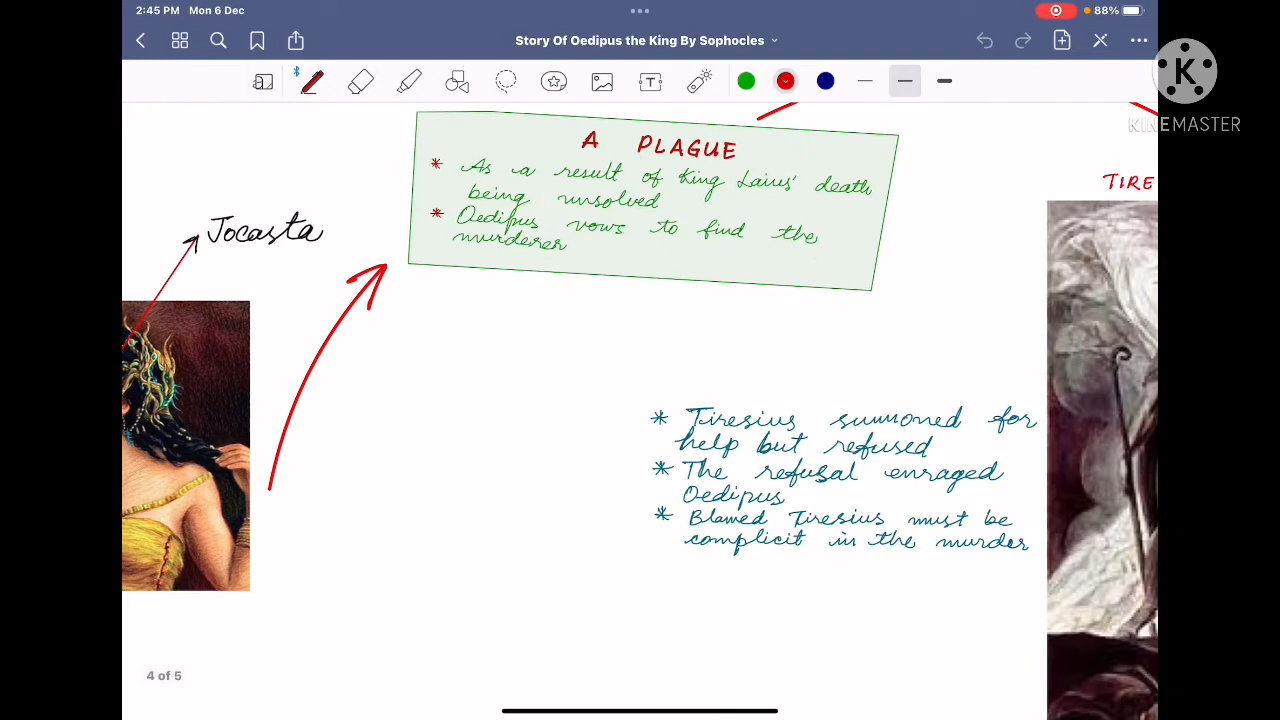 2:45 PM Mon 6 Dec
88%
Story Of Oedipus the King By Sophocles
T
K
KINEMASTER
A PLAGUE
* As a result of King Laius' death
being unsolved
* Oedipus vows to find the
murderer
Jocasta
TIRE
* Tiresius summoned for
help but refused
* The refusal enraged
Oedipus
* Blamed Tiresius must be
complicit in the murder
4 of 5